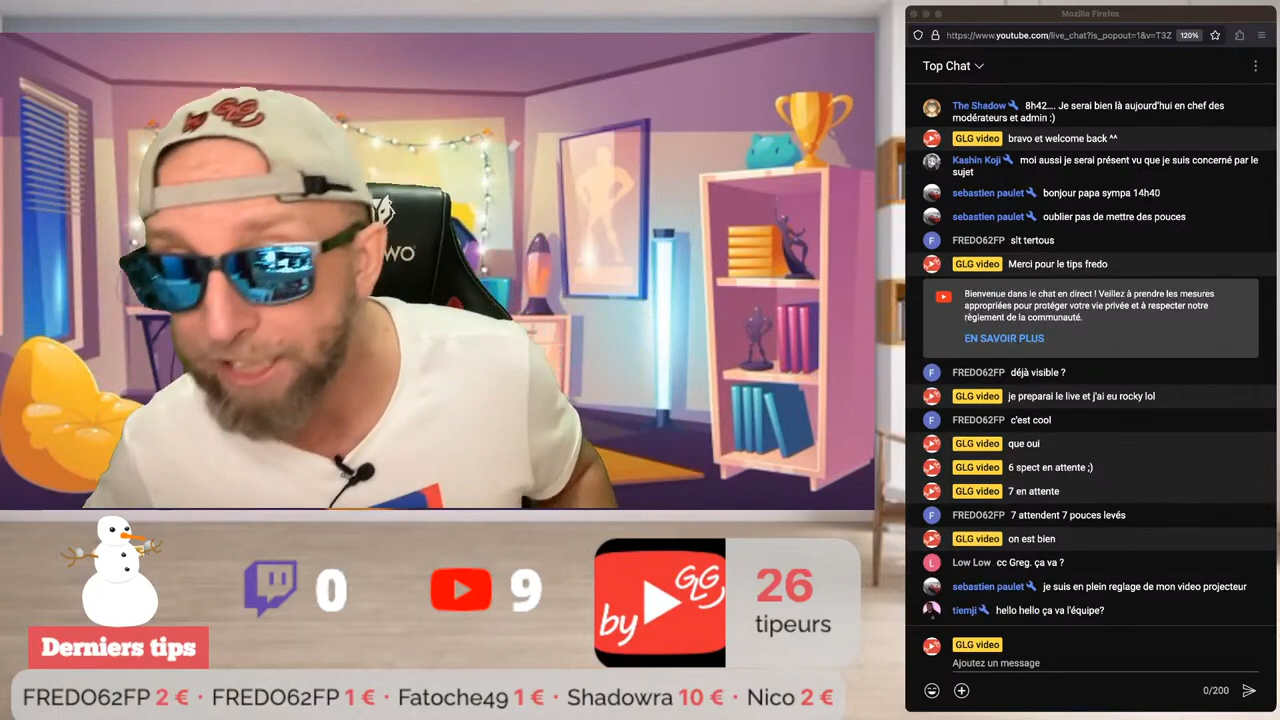 Mozilla Firefox
https://www.youtube.com/live_chat?is_popout=1&v=T3Z
120%
Top Chat
The Shadow 8h42.... Je serai bien là aujourd'hui en chef des
modérateurs et admin :)
GLG video bravo et welcome back ^^
Kashin Koji moi aussi je serai présent vu que je suis concerné par le
sujet
sebastien paulet bonjour papa sympa 14h40
sebastien paulet oublier pas de mettre des pouces
F FREDO62FP slt tertous
GLG video Merci pour le tips fredo
Bienvenue dans le chat en direct ! Veillez à prendre les mesures
appropriées pour protéger votre vie privée et à respecter notre
règlement de la communauté.
EN SAVOIR PLUS
F FREDO62FP déjà visible ?
GLG video je preparai le live et j'ai eu rocky lol
F FREDO62FP c'est cool
GLG video que oui
GLG video 6 spect en attente ;)
GLG video 7 en attente
F FREDO62FP 7 attendent 7 pouces levés
GLG video on est bien
L Low Low cc Greg. ça va ?
sebastien paulet je suis en plein reglage de mon video projecteur
tiemji hello hello ça va l'équipe?
GLG video
Ajoutez un message
0/200
by GLG
WO
0
9
by GLG
26
tipeurs
Derniers tips
FREDO62FP 2 € · FREDO62FP 1 € · Fatoche49 1 € · Shadowra 10 € · Nico 2 €